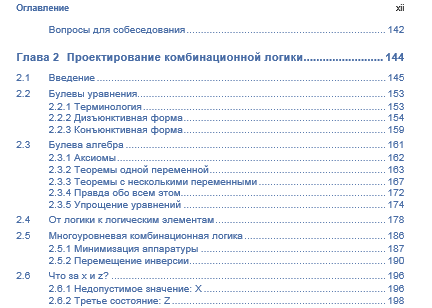 Оглавление xii
Вопросы для собеседования 142
Глава 2 Проектирование комбинационной логики 144
2.1 Введение 145
2.2 Булевы уравнения 153
2.2.1 Терминология 153
2.2.2 Дизъюнктивная форма 154
2.2.3 Конъюнктивная форма 159
2.3 Булева алгебра 161
2.3.1 Аксиомы 162
2.3.2 Теоремы одной переменной 163
2.3.3 Теоремы с несколькими переменными 167
2.3.4 Правда обо всем этом 172
2.3.5 Упрощение уравнений 174
2.4 От логики к логическим элементам 178
2.5 Многоуровневая комбинационная логика 186
2.5.1 Минимизация аппаратуры 187
2.5.2 Перемещение инверсии 190
2.6 Что за x и z? 196
2.6.1 Недопустимое значение: X 196
2.6.2 Третье состояние: Z 198